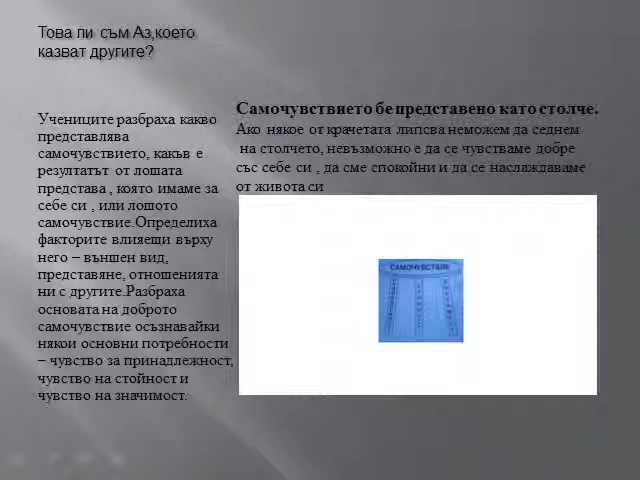 Това ли съм Аз,което
казват другите?
Учениците разбраха какво
представлява
самочувствието, какъв е
резултатът от лошата
представа , която имаме за
себе си , или лошото
самочувствие.Определиха
факторите влияещи върху
него – външен вид,
представяне, отношенията
ни с другите.Разбраха
основата на доброто
самочувствие осъзнавайки
някои основни потребности
– чувство за принадлежност,
чувство на стойност и
чувство на значимост.
Самочувствието бе представено като столче.
Ако някое от крачетата липсва неможем да седнем
на столчето, невъзможно е да се чувстваме добре
със себе си , да сме спокойни и да се наслаждаваме
от живота си
САМОЧУВСТВИЕ